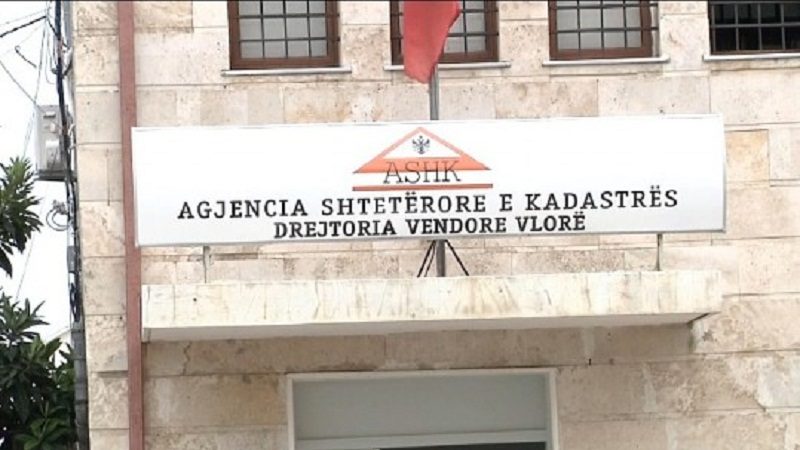 ASHK
AGJENCIA SHTETËRORE E KADASTRËS
DREJTORIA VENDORE VLORË